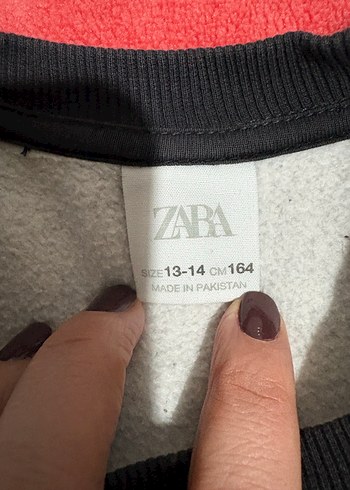 ZARA
SIZE 13-14 CM 164
MADE IN PAKISTAN